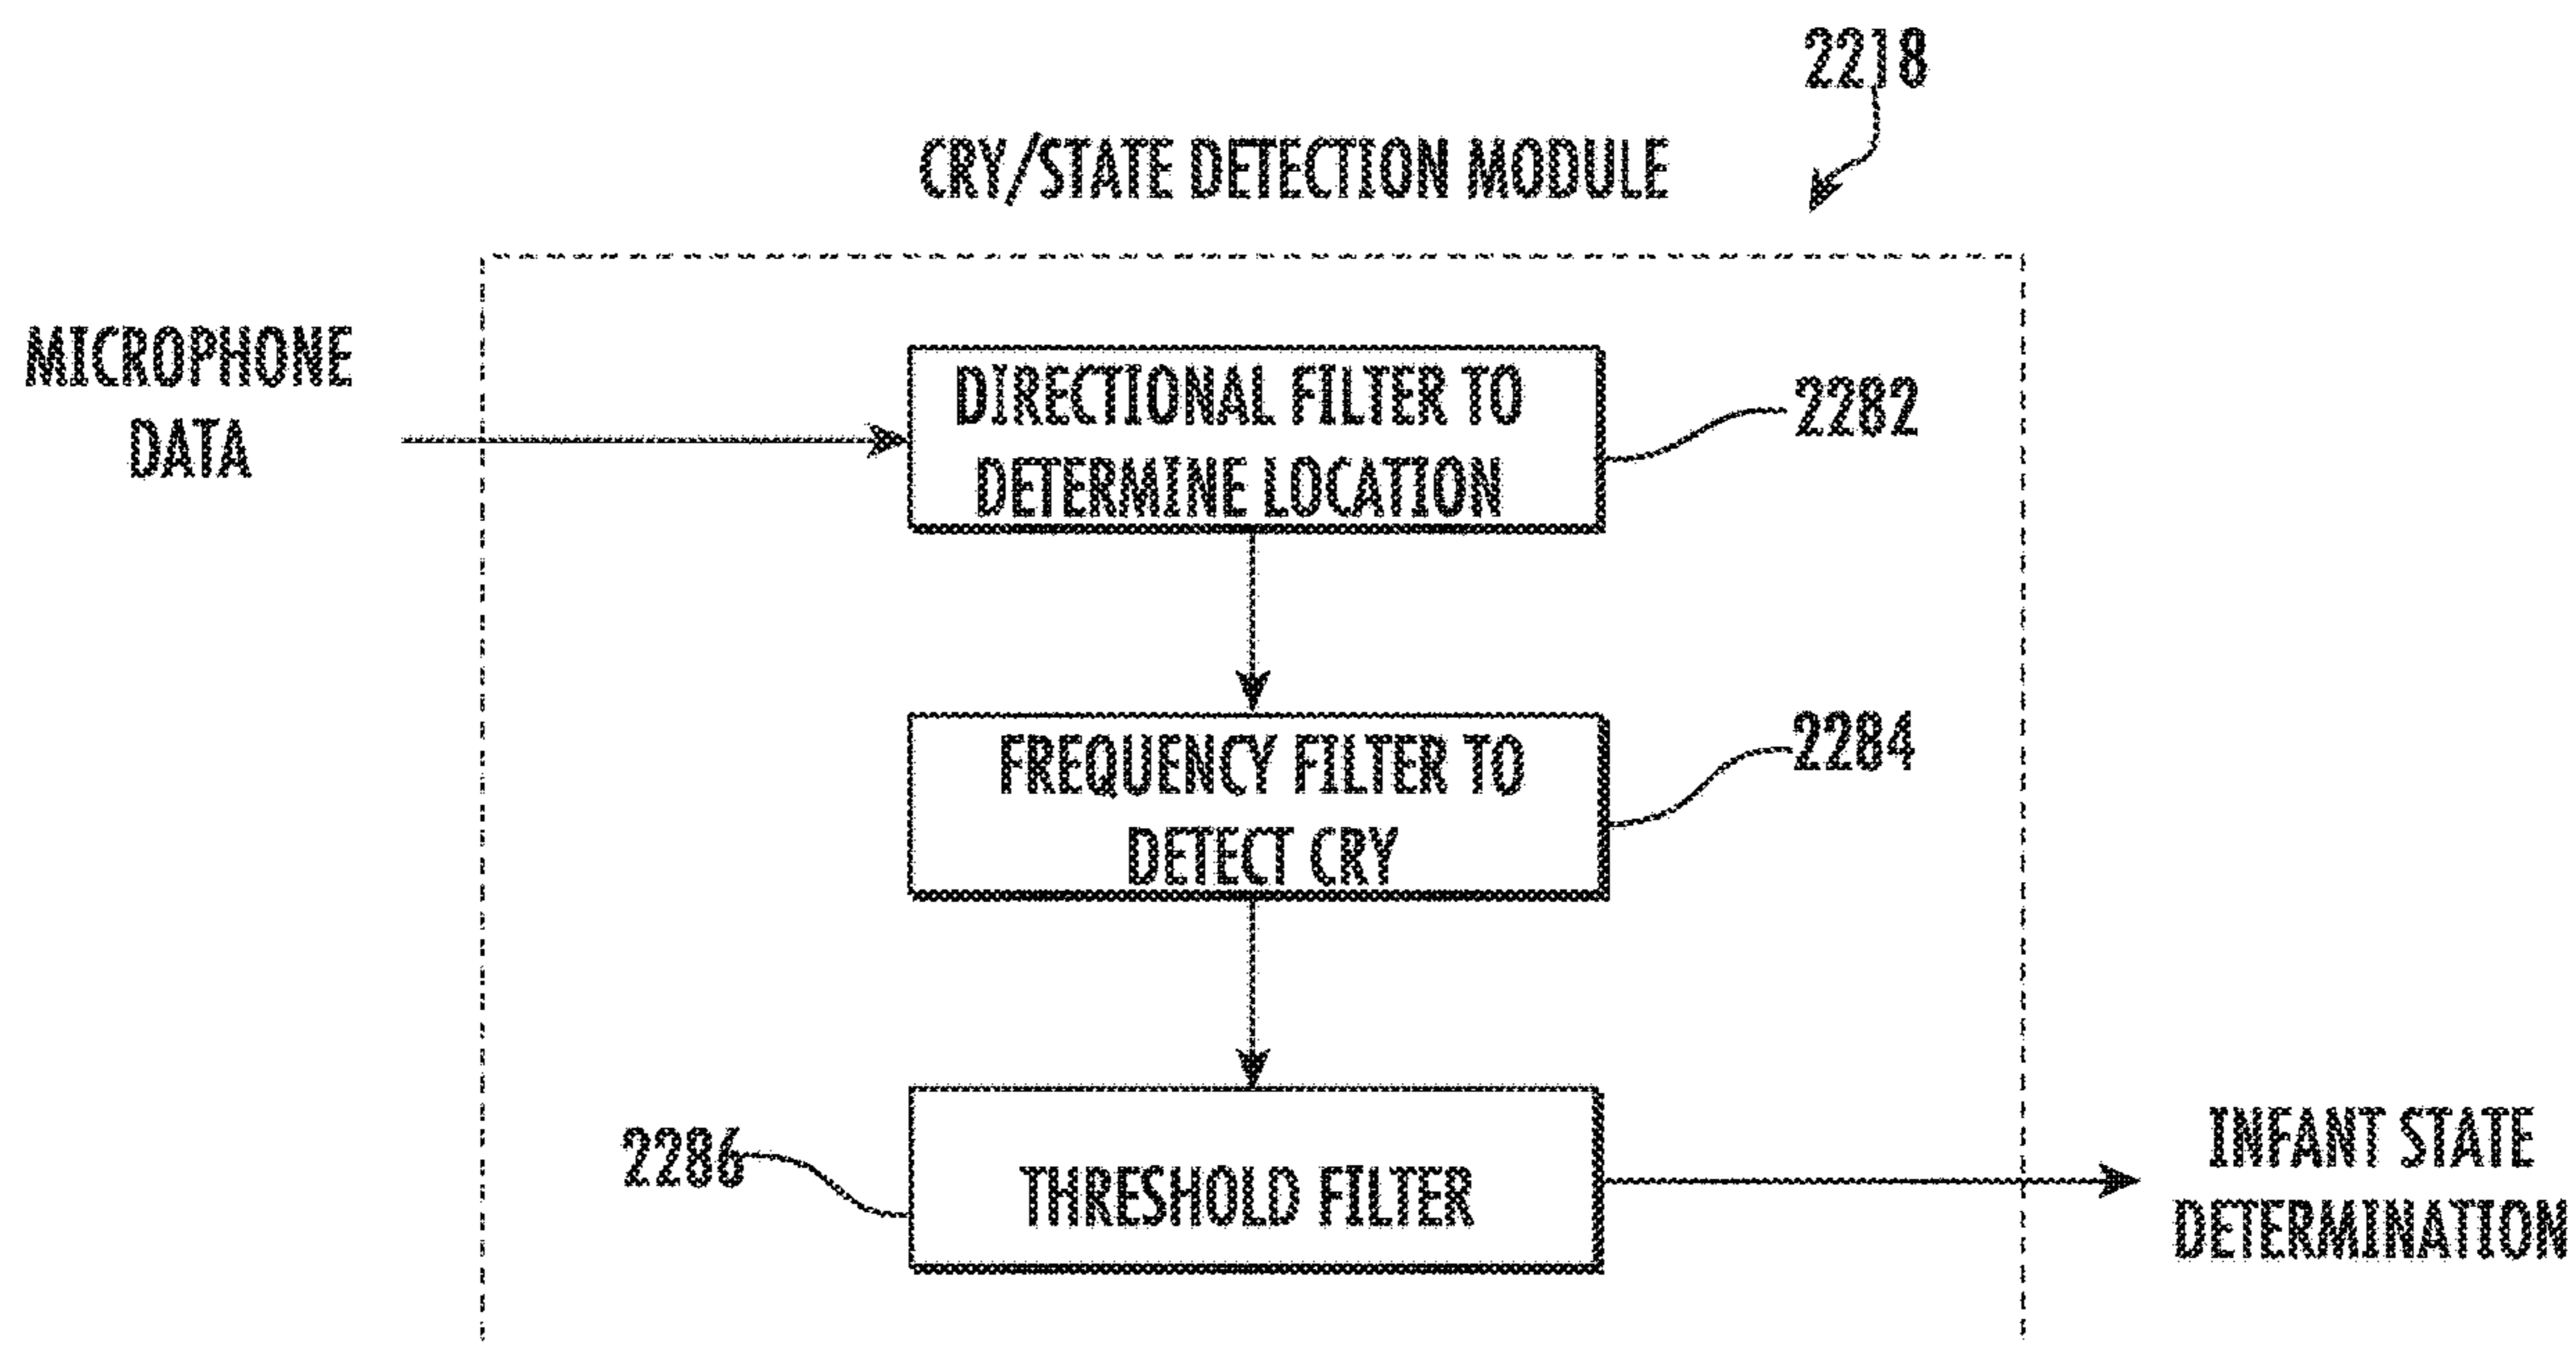 2218
CRY/STATE DETECTION MODULE
MICROPHONE
DATA
DIRECTIONAL FILTER TO
DETERMINE LOCATION
2282
FREQUENCY FILTER TO
DETECT CRY
2284
2286
THRESHOLD FILTER
INFANT STATE
DETERMINATION